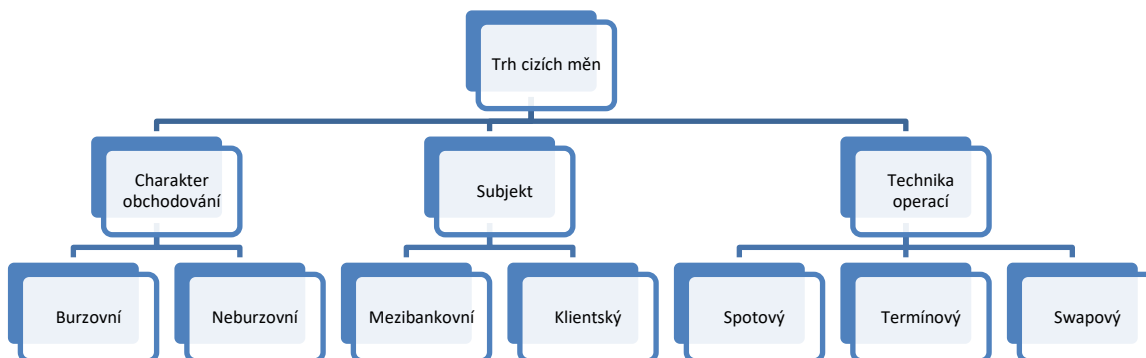 Trh cizích měn
Charakter
obchodování
Subjekt
Technika
operací
Burzovní
Neburzovní
Mezibankovní
Klientský
Spotový
Termínový
Swapový